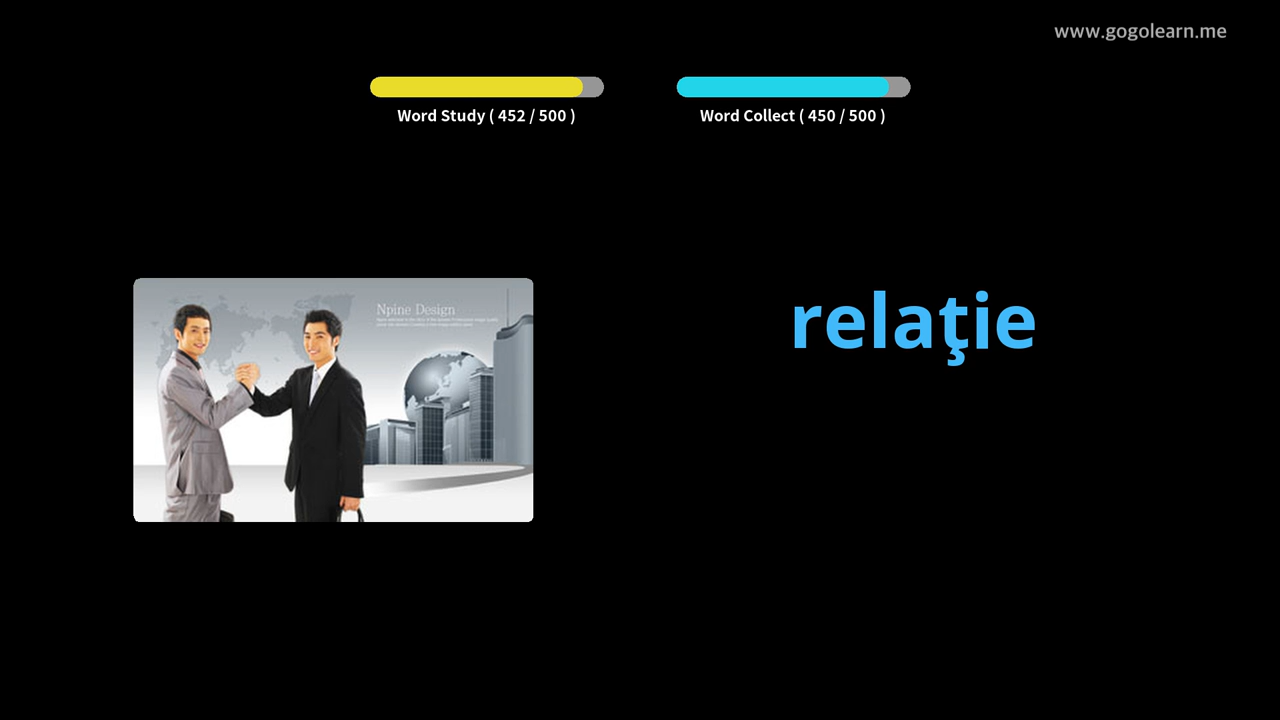 www.gogolearn.me
Word Study ( 452 / 500 )
Word Collect ( 450 / 500 )
Npine Design
relaţie